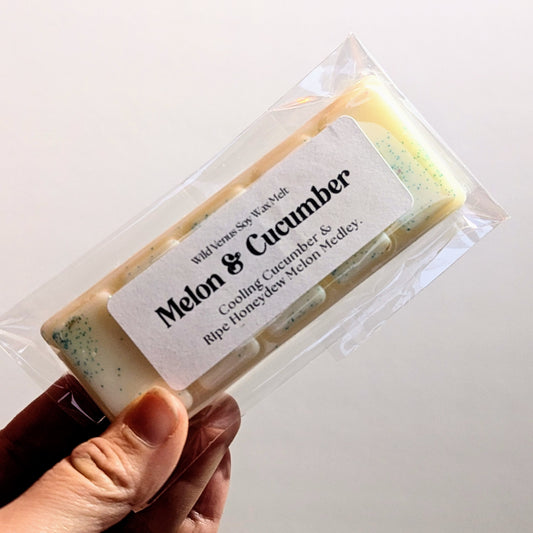 Wild Venus Soy Wax Melt
Melon & Cucumber
Cooling Cucumber &
Ripe Honeydew Melon Medley.